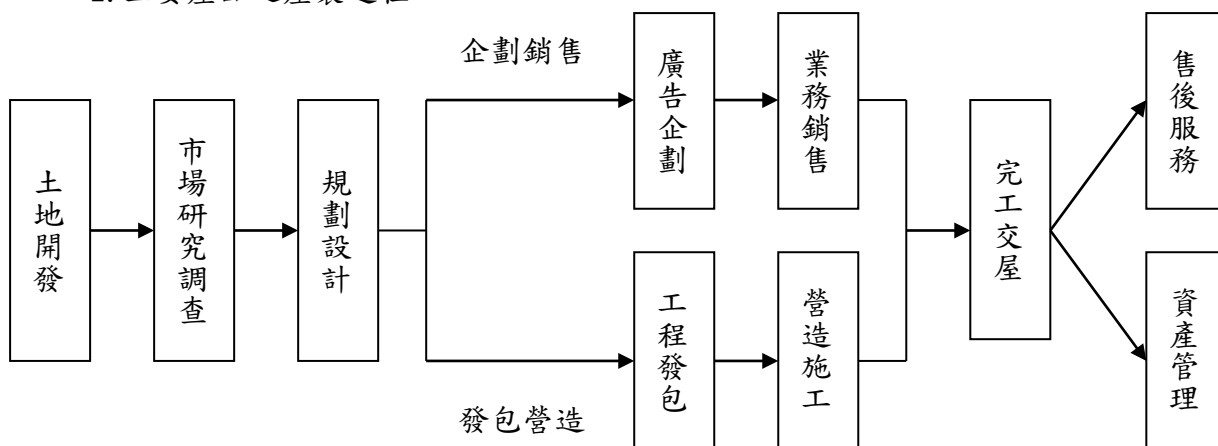 企劃銷售
土地開發
市場研究調查
規劃設計
廣告企劃
業務銷售
工程發包
營造施工
完工交屋
售後服務
資產管理
發包營造